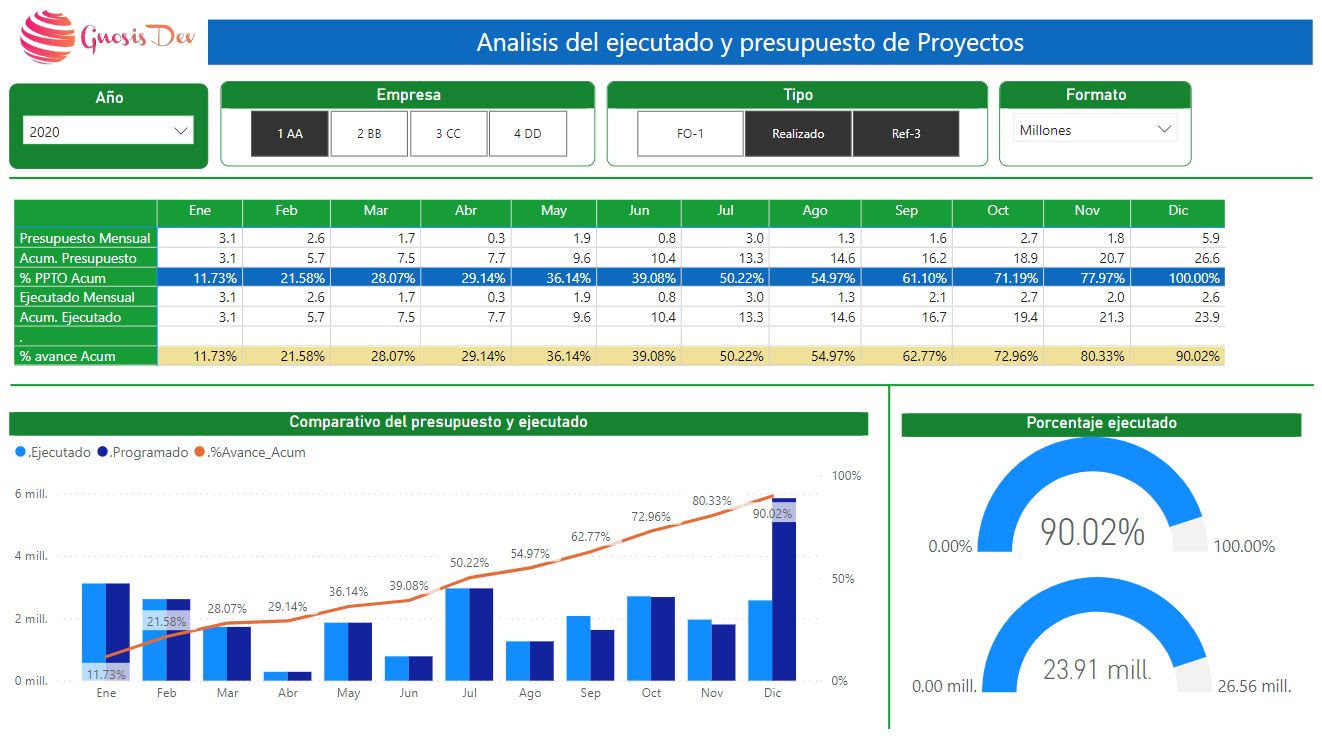 Gnosis Dev
Analisis del ejecutado y presupuesto de Proyectos
Año
2020
Empresa
1 AA 2 BB 3 CC 4 DD
Tipo
FO-1 Realizado Ref-3
Formato
Millones
Ene Feb Mar Abr May Jun Jul Ago Sep Oct Nov Dic
Presupuesto Mensual 3.1 2.6 1.7 0.3 1.9 0.8 3.0 1.3 1.6 2.7 1.8 5.9
Acum. Presupuesto 3.1 5.7 7.5 7.7 9.6 10.4 13.3 14.6 16.2 18.9 20.7 26.6
% PPTO Acum 11.73% 21.58% 28.07% 29.14% 36.14% 39.08% 50.22% 54.97% 61.10% 71.19% 77.97% 100.00%
Ejecutado Mensual 3.1 2.6 1.7 0.3 1.9 0.8 3.0 1.3 2.1 2.7 2.0 2.6
Acum. Ejecutado 3.1 5.7 7.5 7.7 9.6 10.4 13.3 14.6 16.7 19.4 21.3 23.9
.
% avance Acum 11.73% 21.58% 28.07% 29.14% 36.14% 39.08% 50.22% 54.97% 62.77% 72.96% 80.33% 90.02%
Comparativo del presupuesto y ejecutado
.Ejecutado .Programado .%Avance_Acum
6 mill.
4 mill.
2 mill.
0 mill.
11.73% 21.58% 28.07% 29.14% 36.14% 39.08% 50.22% 54.97% 62.77% 72.96% 80.33% 90.02%
100%
50%
0%
Ene Feb Mar Abr May Jun Jul Ago Sep Oct Nov Dic
Porcentaje ejecutado
90.02%
0.00% 100.00%
23.91 mill.
0.00 mill. 26.56 mill.